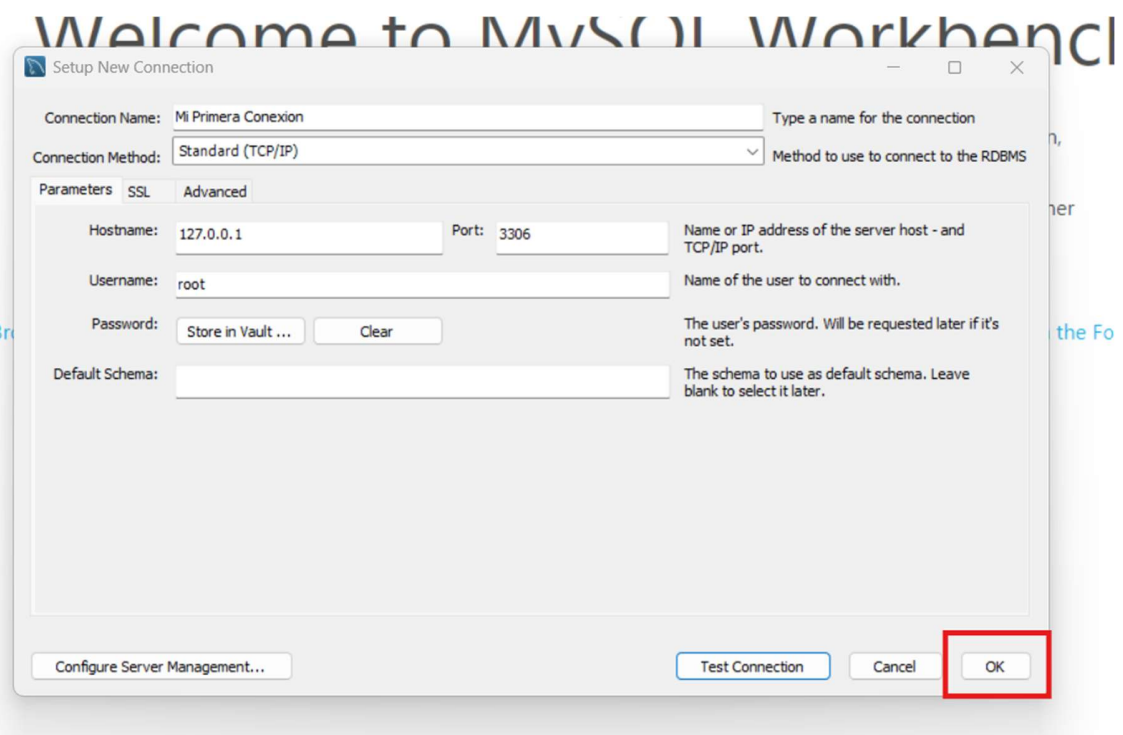 Welcome to MySQL Workbench
Setup New Connection
Connection Name: Mi Primera Conexion Type a name for the connection
n,
Connection Method: Standard (TCP/IP) Method to use to connect to the RDBMS
Parameters SSL Advanced
ner
Hostname: 127.0.0.1 Port: 3306 Name or IP address of the server host - and
TCP/IP port.
Username: root Name of the user to connect with.
Password: Store in Vault ... Clear The user's password. Will be requested later if it's
not set.
Bro
the Fo
Default Schema: The schema to use as default schema. Leave
blank to select it later.
Configure Server Management... Test Connection Cancel OK